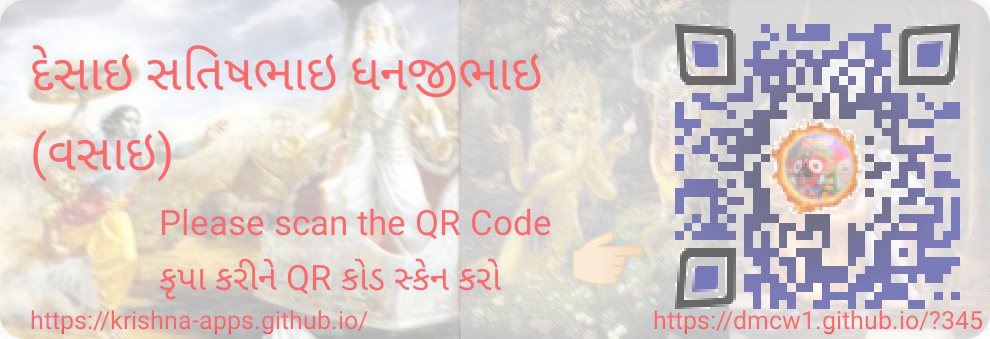 દેસાઇ સતિષભાઇ ધનજીભાઇ
(વસાઇ)
Please scan the QR Code
કૃપા કરીને QR કોડ સ્કેન કરો
https://krishna-apps.github.io/
https://dmcw1.github.io/?345